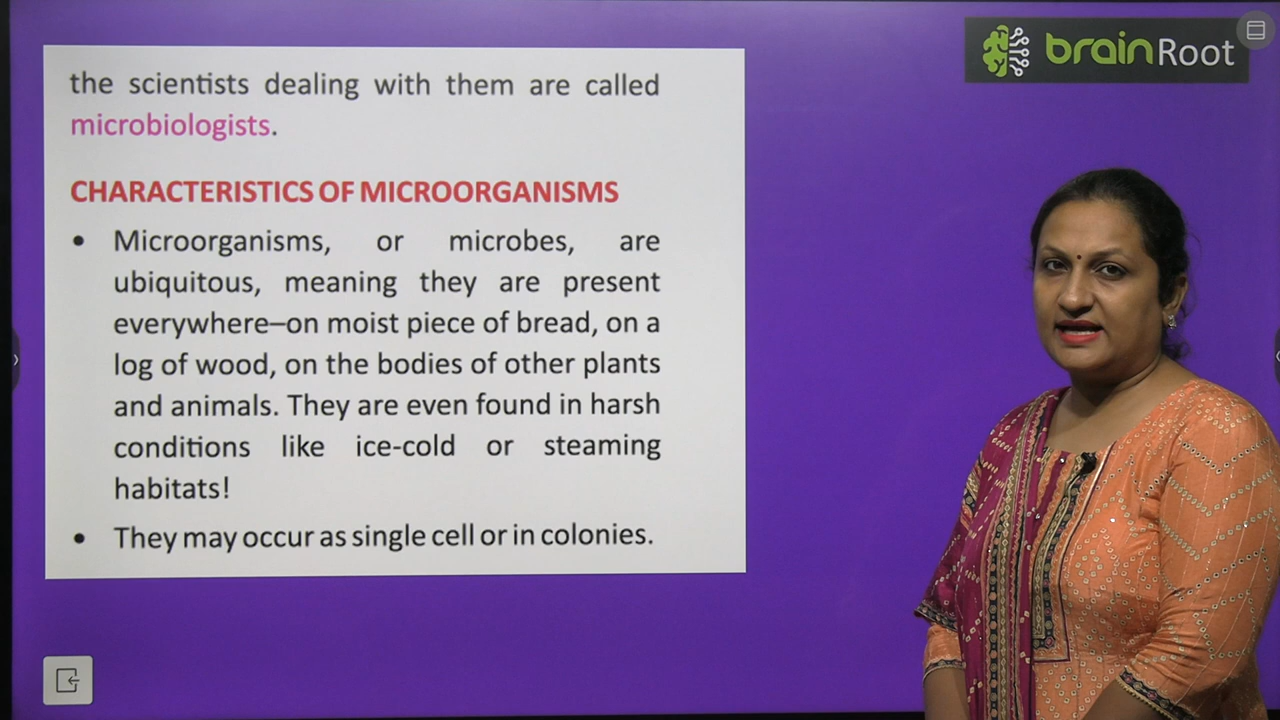 brainRoot
the scientists dealing with them are called
microbiologists.
CHARACTERISTICS OF MICROORGANISMS
• Microorganisms, or microbes, are
ubiquitous, meaning they are present
everywhere–on moist piece of bread, on a
log of wood, on the bodies of other plants
and animals. They are even found in harsh
conditions like ice-cold or steaming
habitats!
• They may occur as single cell or in colonies.